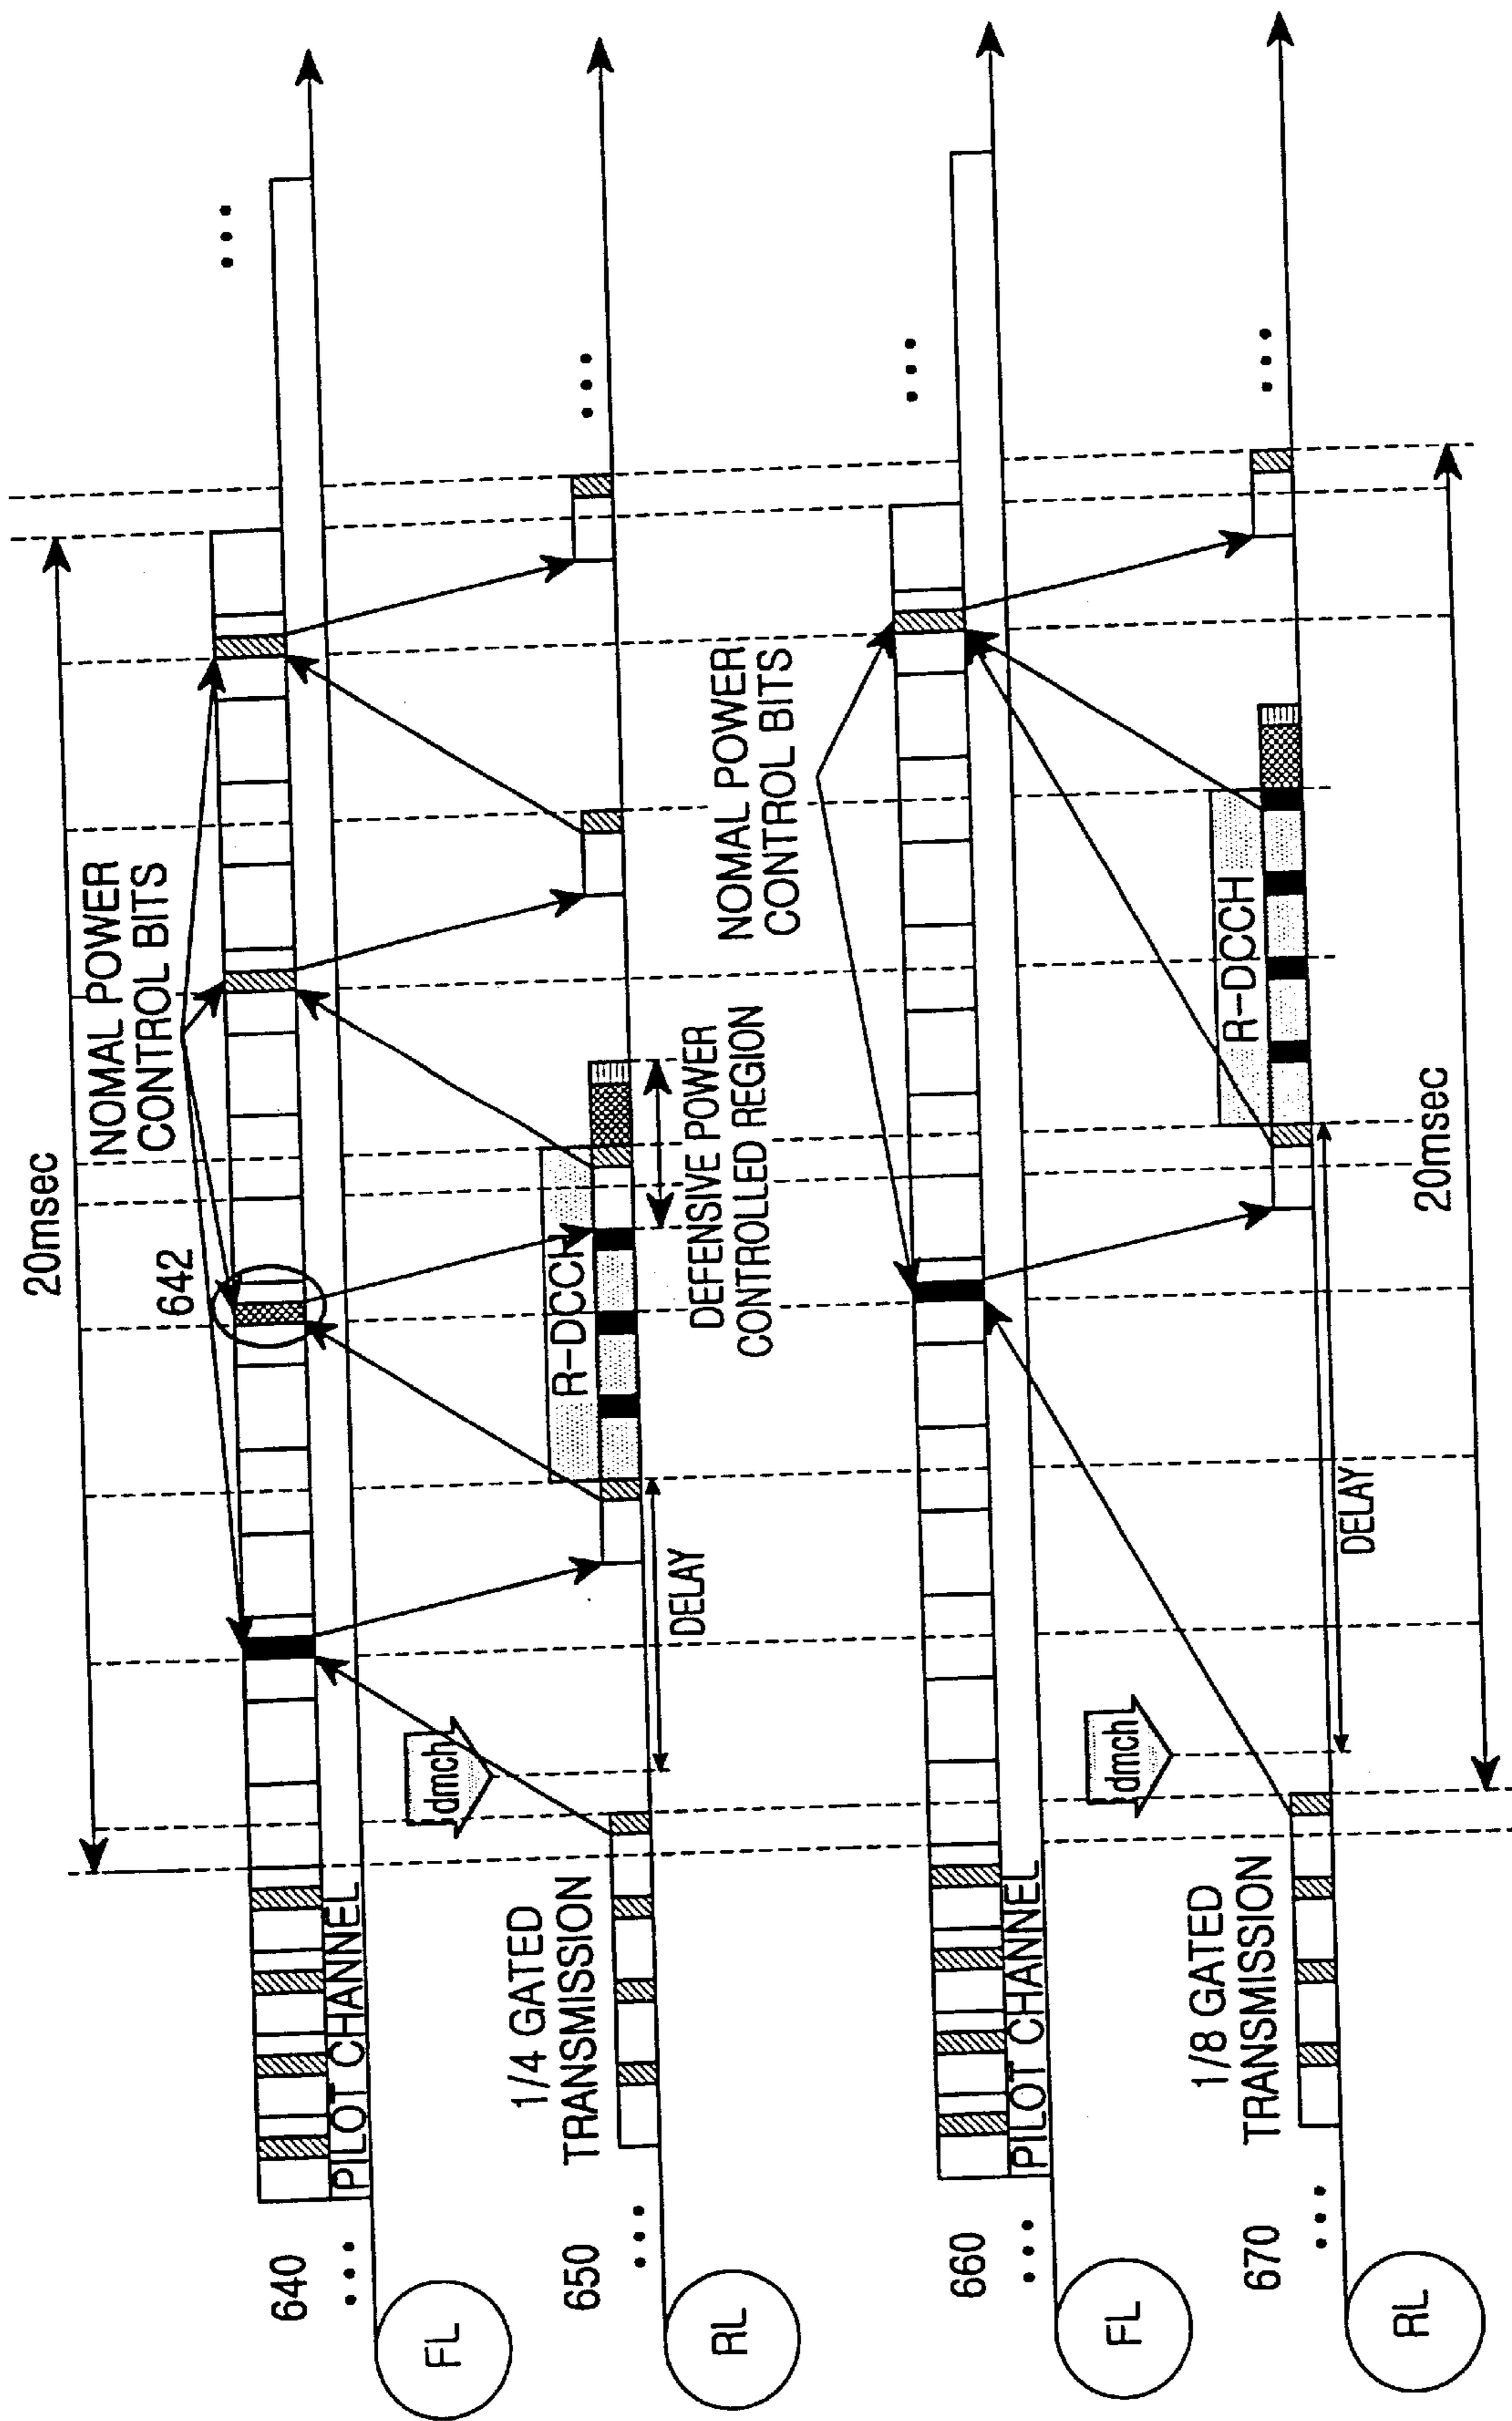 20msec
NOMAL POWER
CONTROL BITS
642
640
...
...
PILOT CHANNEL
FL
dmch
650
...
1/4 GATED
TRANSMISSION
R-DCCH
...
DELAY
DEFENSIVE POWER
CONTROLLED REGION
RL
NOMAL POWER
CONTROL BITS
660
...
...
PILOT CHANNEL
FL
dmch
670
...
1/8 GATED
TRANSMISSION
R-DCCH
...
DELAY
RL
20msec